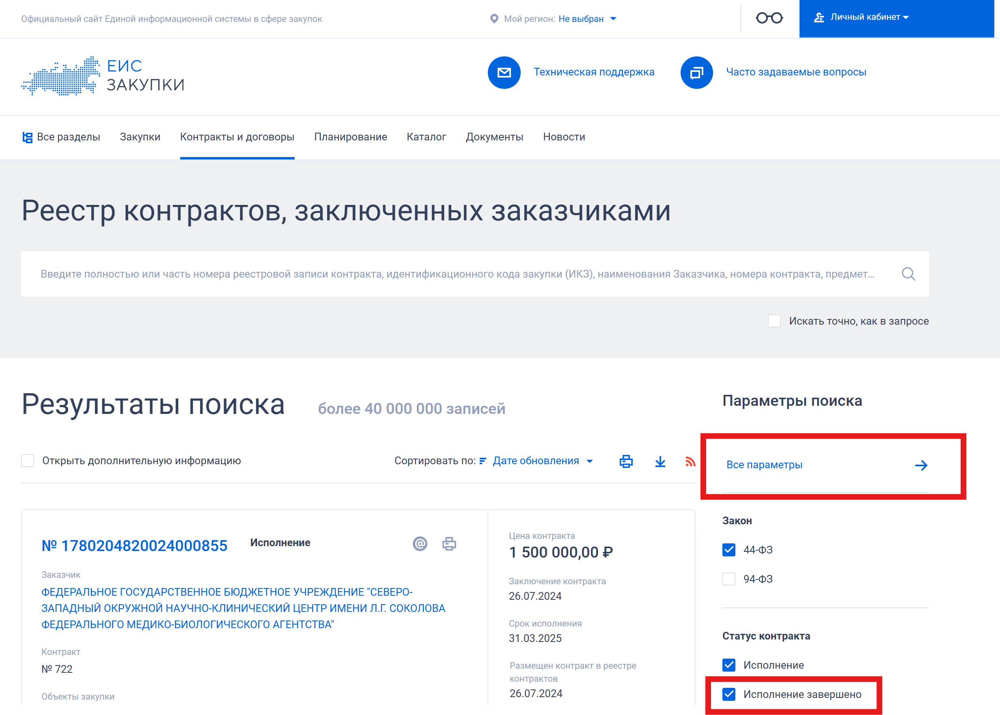 Официальный сайт Единой информационной системы в сфере закупок
Мой регион: Не выбран
Личный кабинет
ЕИС
ЗАКУПКИ
Техническая поддержка
Часто задаваемые вопросы
Все разделы
Закупки
Контракты и договоры
Планирование
Каталог
Документы
Новости
Реестр контрактов, заключенных заказчиками
Введите полностью или часть номера реестровой записи контракта, идентификационного кода закупки (ИКЗ), наименования Заказчика, номера контракта, предмет...
Искать точно, как в запросе
Результаты поиска
более 40 000 000 записей
Параметры поиска
Открыть дополнительную информацию
Сортировать по: Дате обновления
Все параметры
№ 1780204820024000855
Исполнение
Заказчик
ФЕДЕРАЛЬНОЕ ГОСУДАРСТВЕННОЕ БЮДЖЕТНОЕ УЧРЕЖДЕНИЕ "СЕВЕРО-
ЗАПАДНЫЙ ОКРУЖНОЙ НАУЧНО-КЛИНИЧЕСКИЙ ЦЕНТР ИМЕНИ Л.Г. СОКОЛОВА
ФЕДЕРАЛЬНОГО МЕДИКО-БИОЛОГИЧЕСКОГО АГЕНТСТВА"
Контракт
№ 722
Объекты закупки
Цена контракта
1 500 000,00 ₽
Заключение контракта
26.07.2024
Срок исполнения
31.03.2025
Размещен контракт в реестре
контрактов
26.07.2024
Закон
44-ФЗ
94-ФЗ
Статус контракта
Исполнение
Исполнение завершено